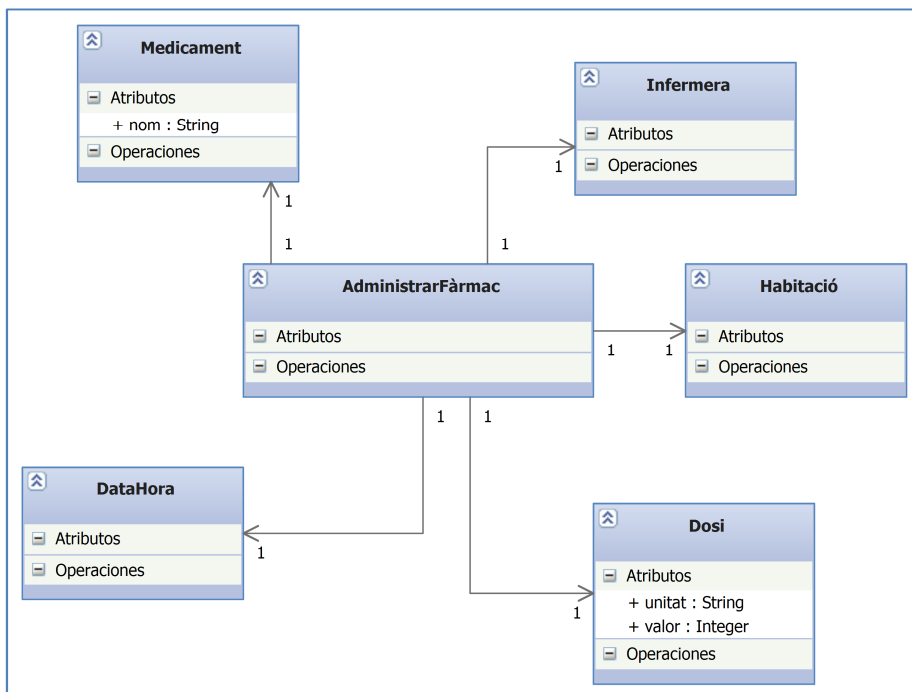 Medicament
Atributos
+ nom : String
Operaciones
1
1
Infermera
Atributos
Operaciones
1
1
AdministrarFàrmac
Atributos
Operaciones
1
1
Habitació
Atributos
Operaciones
1
1
DataHora
Atributos
Operaciones
1
1
Dosi
Atributos
+ unitat : String
+ valor : Integer
Operaciones